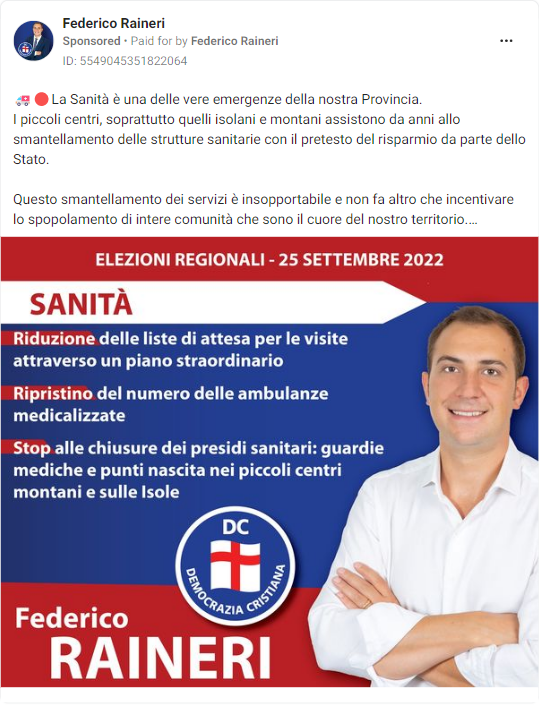 Federico Raineri
Sponsored • Paid for by Federico Raineri
ID: 5549045351822064
🚑 🔴 La Sanità è una delle vere emergenze della nostra Provincia.
I piccoli centri, soprattutto quelli isolani e montani assistono da anni allo
smantellamento delle strutture sanitarie con il pretesto del risparmio da parte dello
Stato.
Questo smantellamento dei servizi è insopportabile e non fa altro che incentivare
lo spopolamento di intere comunità che sono il cuore del nostro territorio....
ELEZIONI REGIONALI - 25 SETTEMBRE 2022
SANITÀ
Riduzione delle liste di attesa per le visite
attraverso un piano straordinario
Ripristino del numero delle ambulanze
medicalizzate
Stop alle chiusure dei presidi sanitari: guardie
mediche e punti nascita nei piccoli centri
montani e sulle Isole
DC
DEMOCRAZIA CRISTIANA
Federico
RAINERI